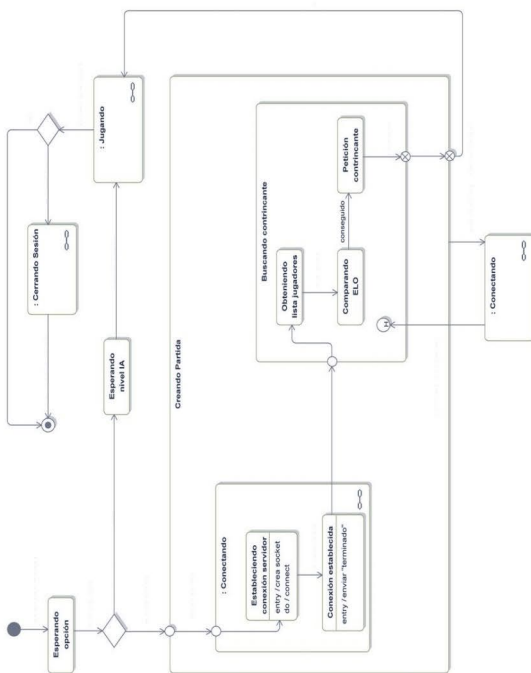 Esperando
opción
Esperando
nivel IA
: Jugando
: Cerrando Sesión
Creando Partida
: Conectando
Estableciendo
conexión servidor
entry / crea socket
do / connect
Conexión establecida
entry / enviar "terminado"
Buscando contrincante
Obteniendo
lista jugadores
Comparando
ELO
conseguido
Petición
contrincante
H
: Conectando